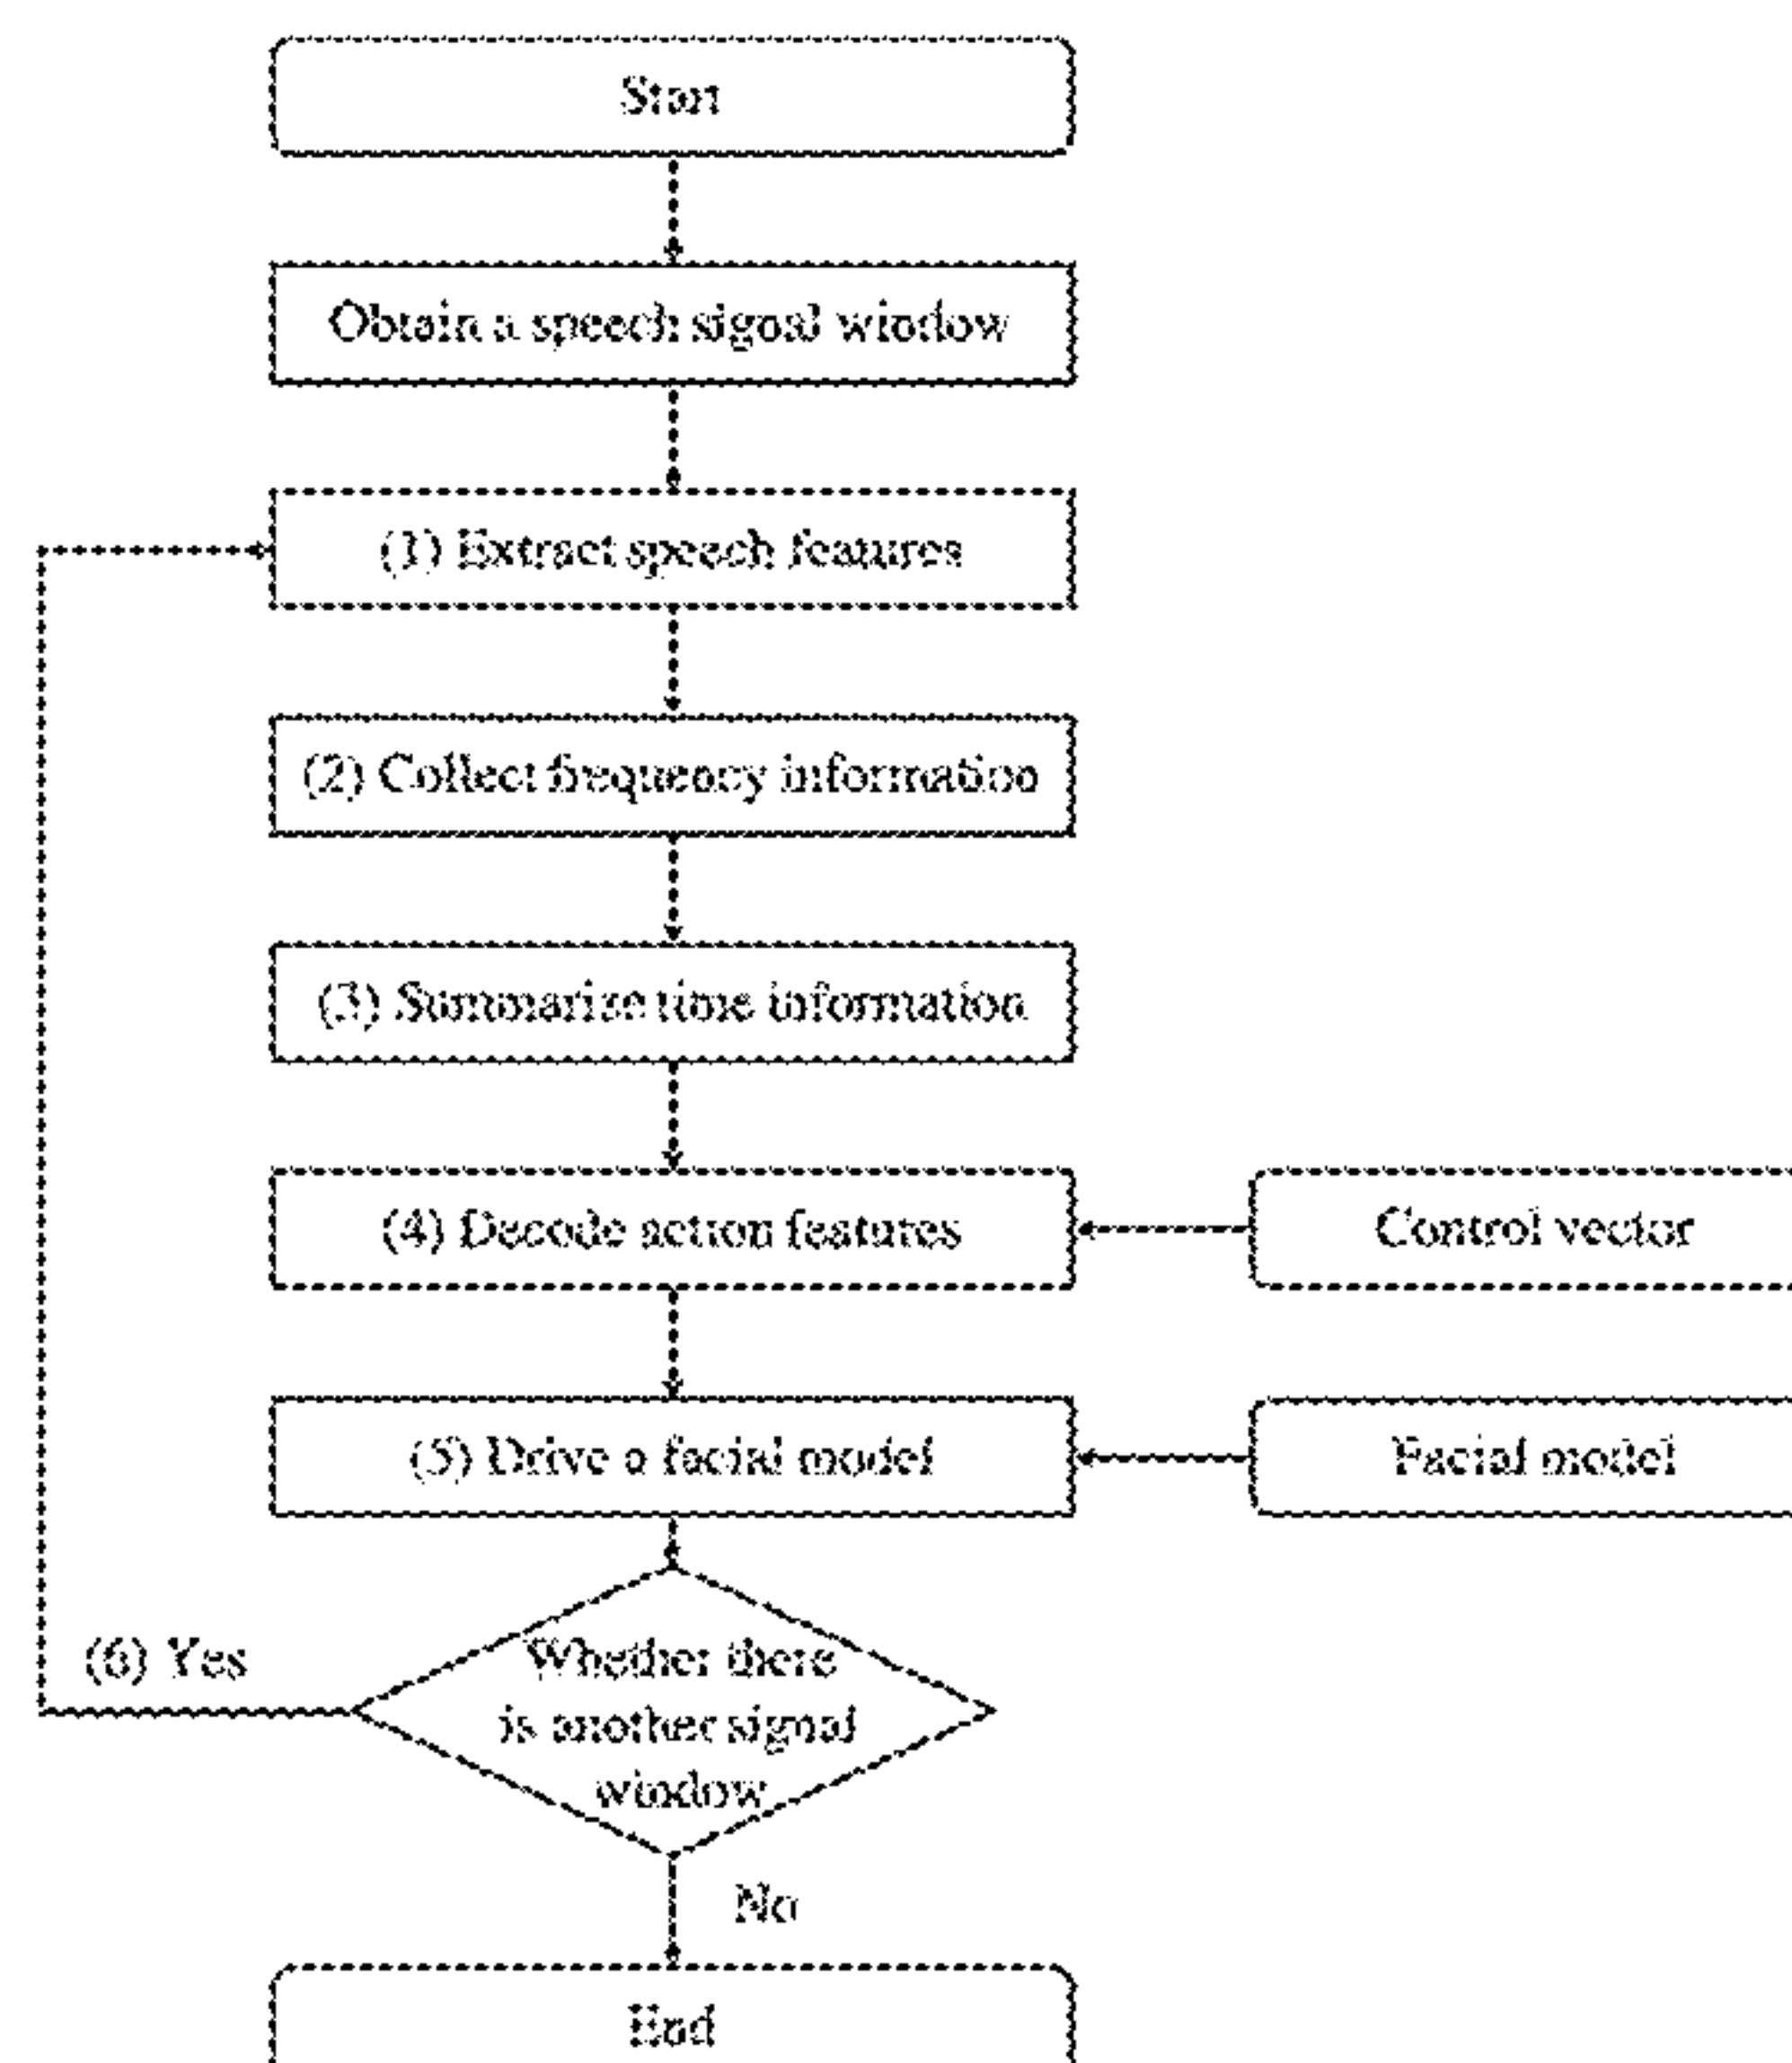 Start
Obtain a speech signal window
(1) Extract speech features
(2) Collect frequency information
(3) Summarize time information
(4) Decode action features
Control vector
(5) Drive a facial model
Facial model
(6) Yes
Whether there
is another signal
window
No
End